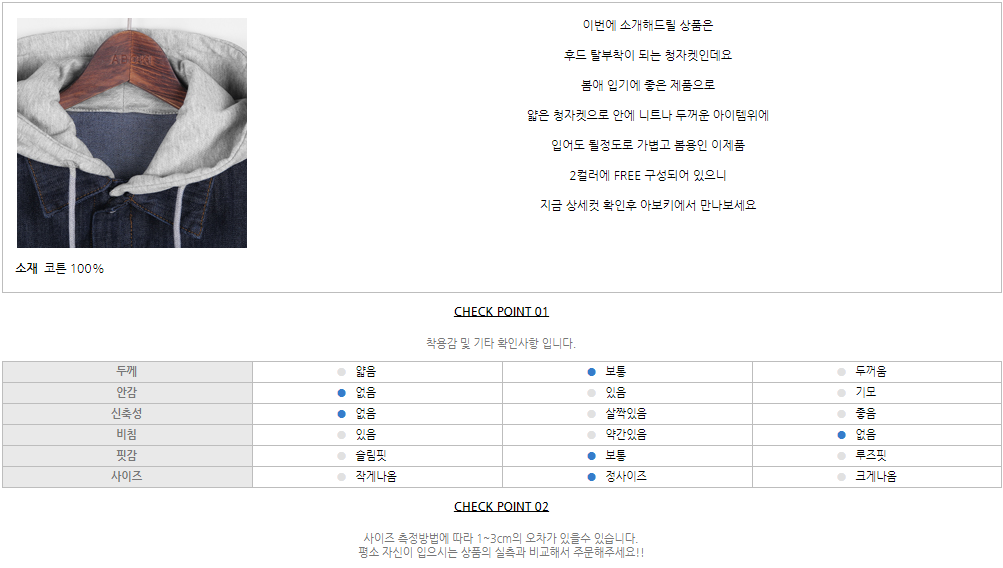 이번에 소개해드릴 상품은
후드 탈부착이 되는 청자켓인데요
봄애 입기에 좋은 제품으로
얇은 청자켓으로 안에 니트나 두꺼운 아이템위에
입어도 될정도로 가볍고 봄용인 이제품
2컬러에 FREE 구성되어 있으니
지금 상세컷 확인후 아보키에서 만나보세요
소재 코튼 100%
CHECK POINT 01
착용감 및 기타 확인사항 입니다.
두께 얇음 보통 두꺼움
안감 없음 있음 기모
신축성 없음 살짝있음 좋음
비침 있음 약간있음 없음
핏감 슬림핏 보통 루즈핏
사이즈 작게나옴 정사이즈 크게나옴
CHECK POINT 02
사이즈 측정방법에 따라 1~3cm의 오차가 있을수 있습니다.
평소 자신이 입으시는 상품의 실측과 비교해서 주문해주세요!!